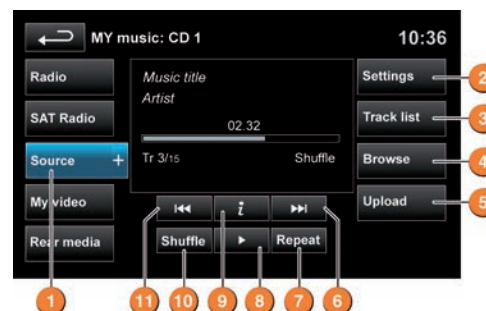 MY music: CD 1 10:36
Radio
SAT Radio
Source +
My video
Rear media
Music title
Artist
02.32
Tr 3/15 Shuffle
Settings
Track list
Browse
Upload
i
Shuffle
Repeat
1
2
3
4
5
6
7
8
9
10
11